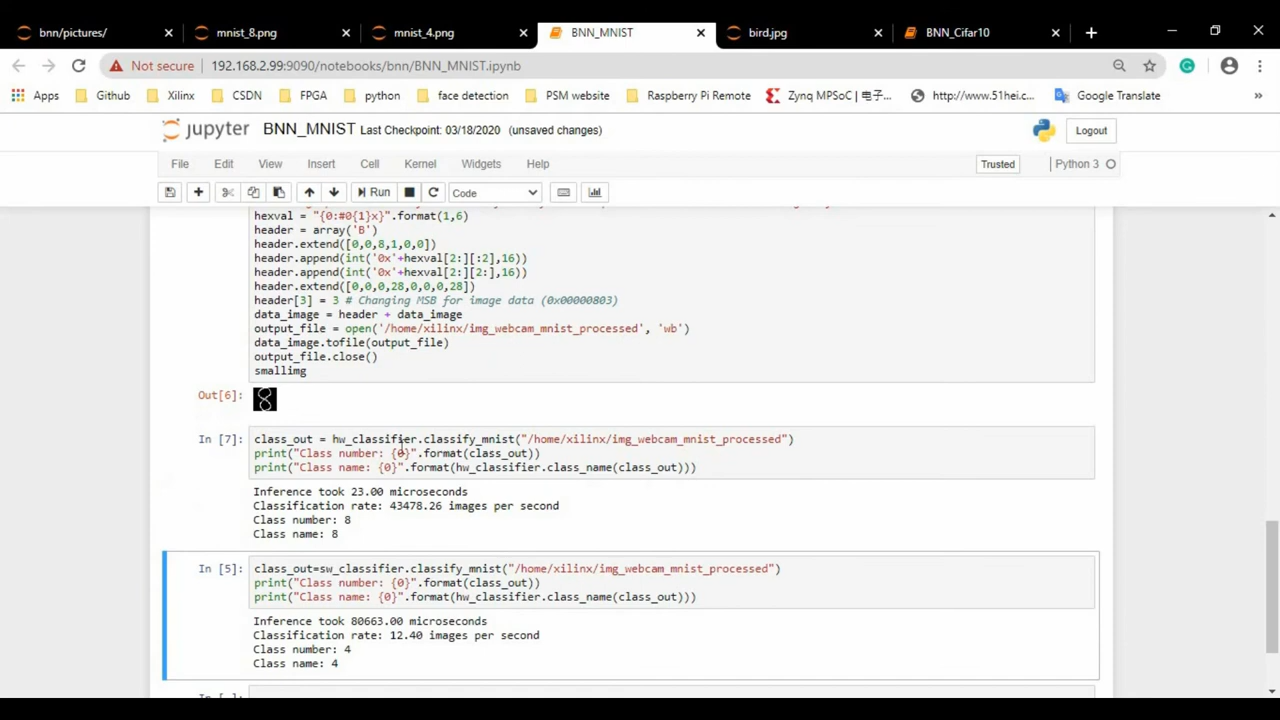 bnn/pictures/
mnist_8.png
mnist_4.png
BNN_MNIST
bird.jpg
BNN_Cifar10
Not secure
192.168.2.99:9090/notebooks/bnn/BNN_MNIST.ipynb
Apps
Github
Xilinx
CSDN
FPGA
python
face detection
PSM website
Raspberry Pi Remote
Zynq MPSoC | 电子...
http://www.51hei.c...
Google Translate
jupyter
BNN_MNIST Last Checkpoint: 03/18/2020 (unsaved changes)
Logout
File Edit View Insert Cell Kernel Widgets Help
Trusted
Python 3
Run
Code
hexval = "{0:#0{1}x}".format(1,6)
header = array('B')
header.extend([0,0,8,1,0,0])
header.append(int('0x'+hexval[2:][:2],16))
header.append(int('0x'+hexval[2:][2:],16))
header.extend([0,0,0,28,0,0,0,28])
header[3] = 3 # Changing MSB for image data (0x00000803)
data_image = header + data_image
output_file = open('/home/xilinx/img_webcam_mnist_processed', 'wb')
data_image.tofile(output_file)
output_file.close()
smallimg
Out[6]:
8
In [7]:
class_out = hw_classifier.classify_mnist("/home/xilinx/img_webcam_mnist_processed")
print("Class number: {0}".format(class_out))
print("Class name: {0}".format(hw_classifier.class_name(class_out)))
Inference took 23.00 microseconds
Classification rate: 43478.26 images per second
Class number: 8
Class name: 8
In [5]:
class_out=sw_classifier.classify_mnist("/home/xilinx/img_webcam_mnist_processed")
print("Class number: {0}".format(class_out))
print("Class name: {0}".format(hw_classifier.class_name(class_out)))
Inference took 80663.00 microseconds
Classification rate: 12.40 images per second
Class number: 4
Class name: 4